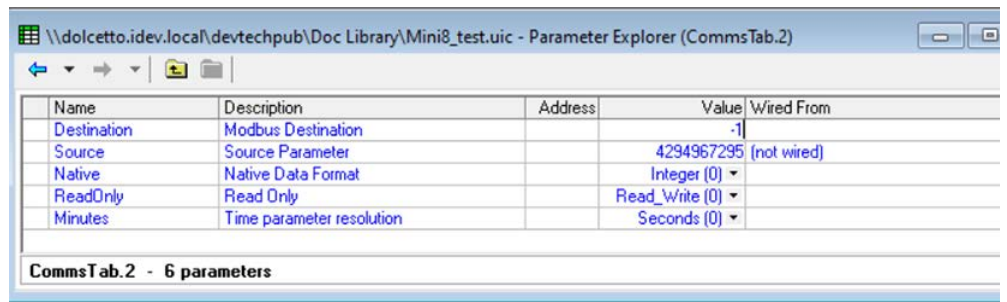 \\dolcetto.idev.local\devtechpub\Doc Library\Mini8_test.uic - Parameter Explorer (CommsTab.2)
Name Description Address Value Wired From
Destination Modbus Destination -1
Source Source Parameter 4294967295 (not wired)
Native Native Data Format Integer (0)
ReadOnly Read Only Read_Write (0)
Minutes Time parameter resolution Seconds (0)
CommsTab.2 - 6 parameters